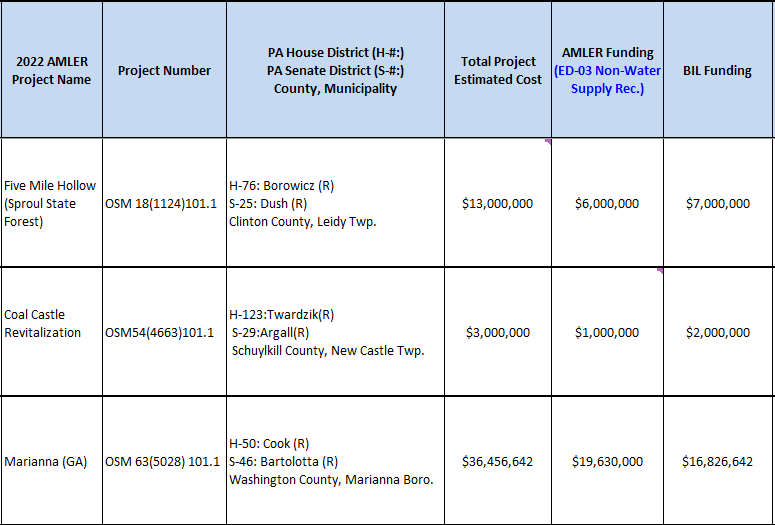 2022 AMLER
Project Name
Project Number
PA House District (H-#:)
PA Senate District (S-#:)
County, Municipality
Total Project
Estimated Cost
AMLER Funding
(ED-03 Non-Water
Supply Rec.)
BIL Funding
Five Mile Hollow
(Sproul State
Forest)
OSM 18(1124)101.1
H-76: Borowicz (R)
S-25: Dush (R)
Clinton County, Leidy Twp.
$13,000,000
$6,000,000
$7,000,000
Coal Castle
Revitalization
OSM54(4663)101.1
H-123:Twardzik(R)
S-29:Argall(R)
Schuylkill County, New Castle Twp.
$3,000,000
$1,000,000
$2,000,000
Marianna (GA)
OSM 63(5028) 101.1
H-50: Cook (R)
S-46: Bartolotta (R)
Washington County, Marianna Boro.
$36,456,642
$19,630,000
$16,826,642